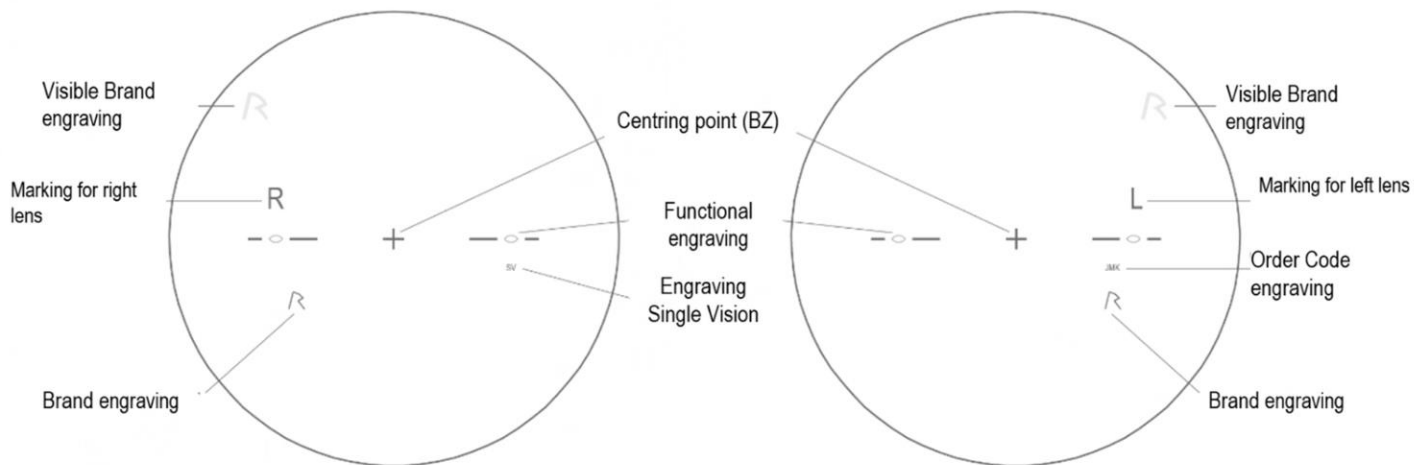 Visible Brand
engraving
R
Marking for right
lens
R
SV
R
Brand engraving
Centring point (BZ)
Functional
engraving
Engraving
Single Vision
R
Visible Brand
engraving
L
Marking for left lens
JMK
Order Code
engraving
R
Brand engraving